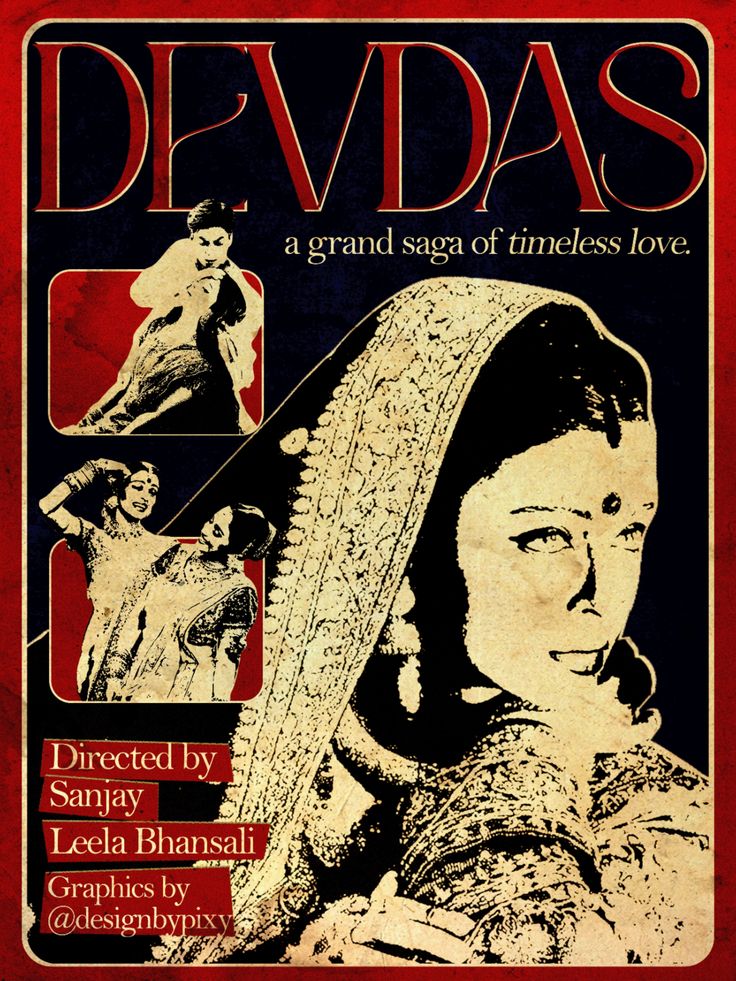 DEVDAS
a grand saga of timeless love.
Directed by
Sanjay
Leela Bhansali
Graphics by
@designbypixy